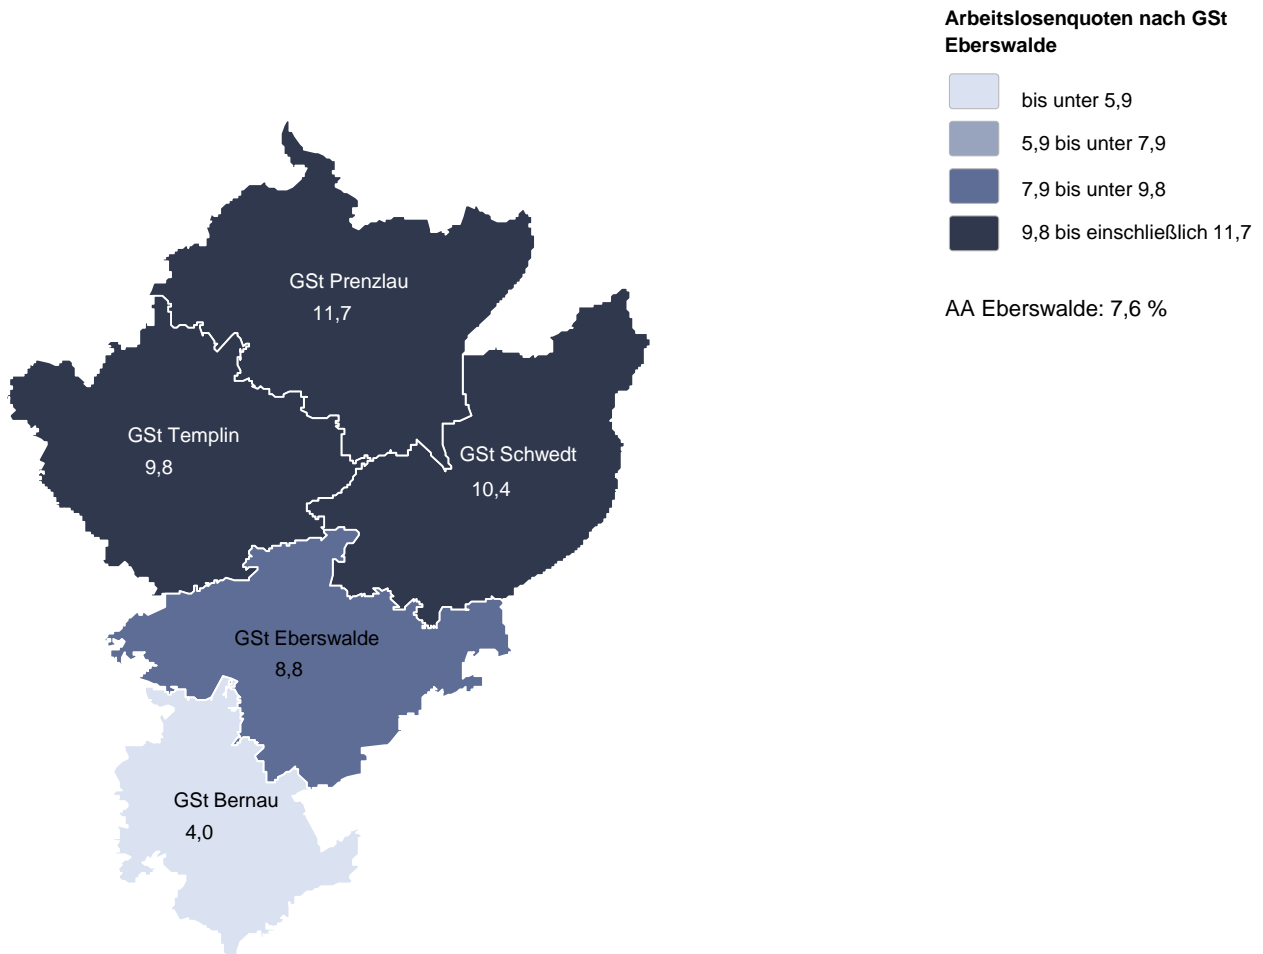 Arbeitslosenquoten nach GSt
Eberswalde
bis unter 5,9
5,9 bis unter 7,9
7,9 bis unter 9,8
9,8 bis einschließlich 11,7
AA Eberswalde: 7,6 %
GSt Prenzlau
11,7
GSt Templin
9,8
GSt Schwedt
10,4
GSt Eberswalde
8,8
GSt Bernau
4,0